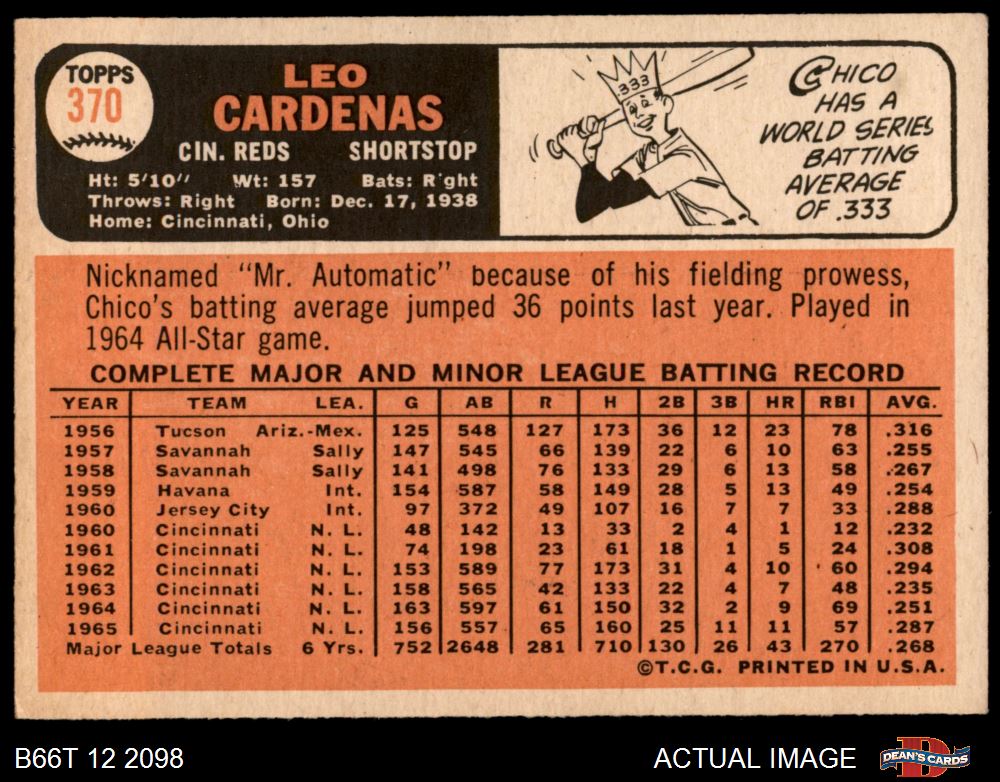 TOPPS
370
LEO
CARDENAS
CIN. REDS SHORTSTOP
Ht: 5'10" Wt: 157 Bats: R'ght
Throws: Right Born: Dec. 17, 1938
Home: Cincinnati, Ohio
.333
CHICO
HAS A
WORLD SERIES
BATTING
AVERAGE
OF .333
Nicknamed "Mr. Automatic" because of his fielding prowess,
Chico's batting average jumped 36 points last year. Played in
1964 All-Star game.
COMPLETE MAJOR AND MINOR LEAGUE BATTING RECORD
YEAR TEAM LEA. G AB R H 2B 3B HR RBI AVG.
1956 Tucson Ariz.-Mex. 125 548 127 173 36 12 23 78 .316
1957 Savannah Sally 147 545 66 139 22 6 10 63 .255
1958 Savannah Sally 141 498 76 133 29 6 13 58 .267
1959 Havana Int. 154 587 58 149 28 5 13 49 .254
1960 Jersey City Int. 97 372 49 107 16 7 7 33 .288
1960 Cincinnati N. L. 48 142 13 33 2 4 1 12 .232
1961 Cincinnati N. L. 74 198 23 61 18 1 5 24 .308
1962 Cincinnati N. L. 153 589 77 173 31 4 10 60 .294
1963 Cincinnati N. L. 158 565 42 133 22 4 7 48 .235
1964 Cincinnati N. L. 163 597 61 150 32 2 9 69 .251
1965 Cincinnati N. L. 156 557 65 160 25 11 11 57 .287
Major League Totals 6 Yrs. 752 2648 281 710 130 26 43 270 .268
©T.C.G. PRINTED IN U.S.A.
B66T 12 2098 ACTUAL IMAGE DEAN'S CARDS